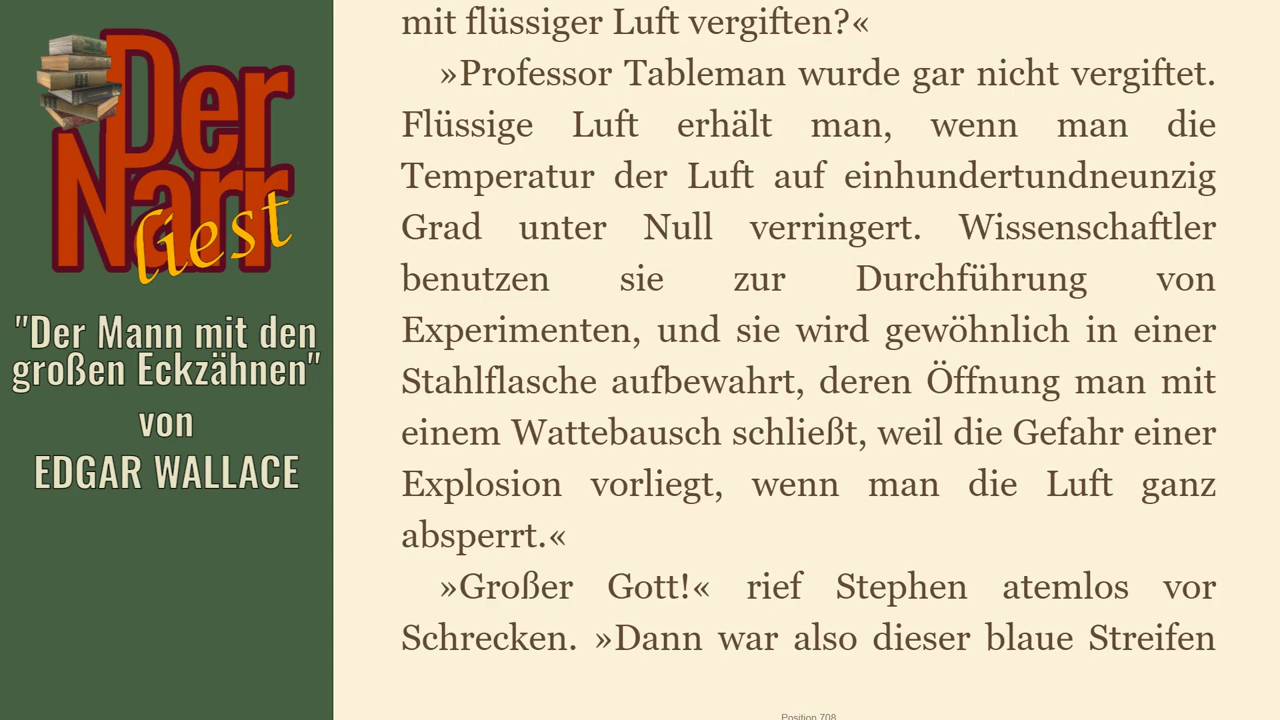 Der
Narr
liest
"Der Mann mit den
großen Eckzähnen"
von
EDGAR WALLACE
mit flüssiger Luft vergiften?«
»Professor Tableman wurde gar nicht vergiftet.
Flüssige Luft erhält man, wenn man die
Temperatur der Luft auf einhundertundneunzig
Grad unter Null verringert. Wissenschaftler
benutzen sie zur Durchführung von
Experimenten, und sie wird gewöhnlich in einer
Stahlflasche aufbewahrt, deren Öffnung man mit
einem Wattebausch schließt, weil die Gefahr einer
Explosion vorliegt, wenn man die Luft ganz
absperrt.«
»Großer Gott!« rief Stephen atemlos vor
Schrecken. »Dann war also dieser blaue Streifen
Position 708